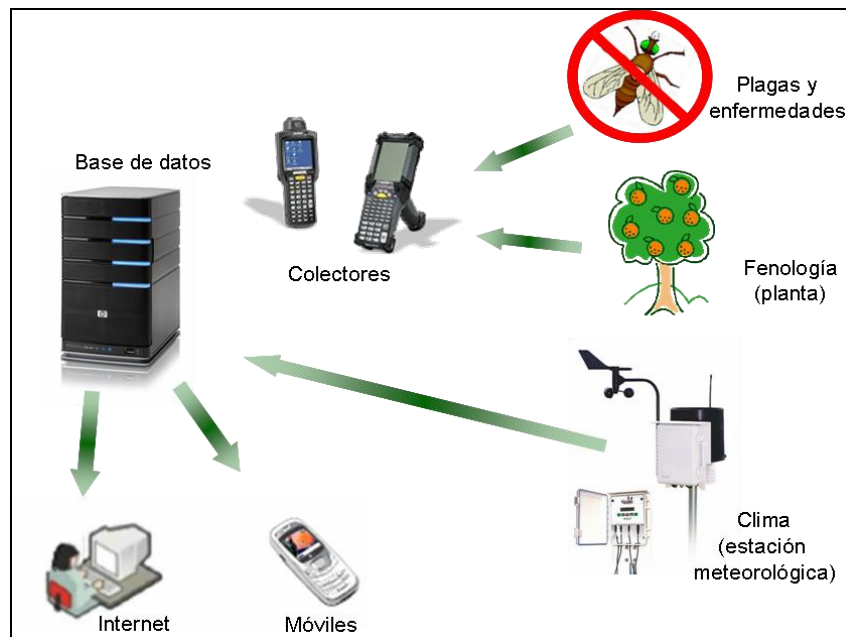 Plagas y
enfermedades
Base de datos
Colectores
Fenología
(planta)
Clima
(estación
meteorológica)
Internet
Móviles